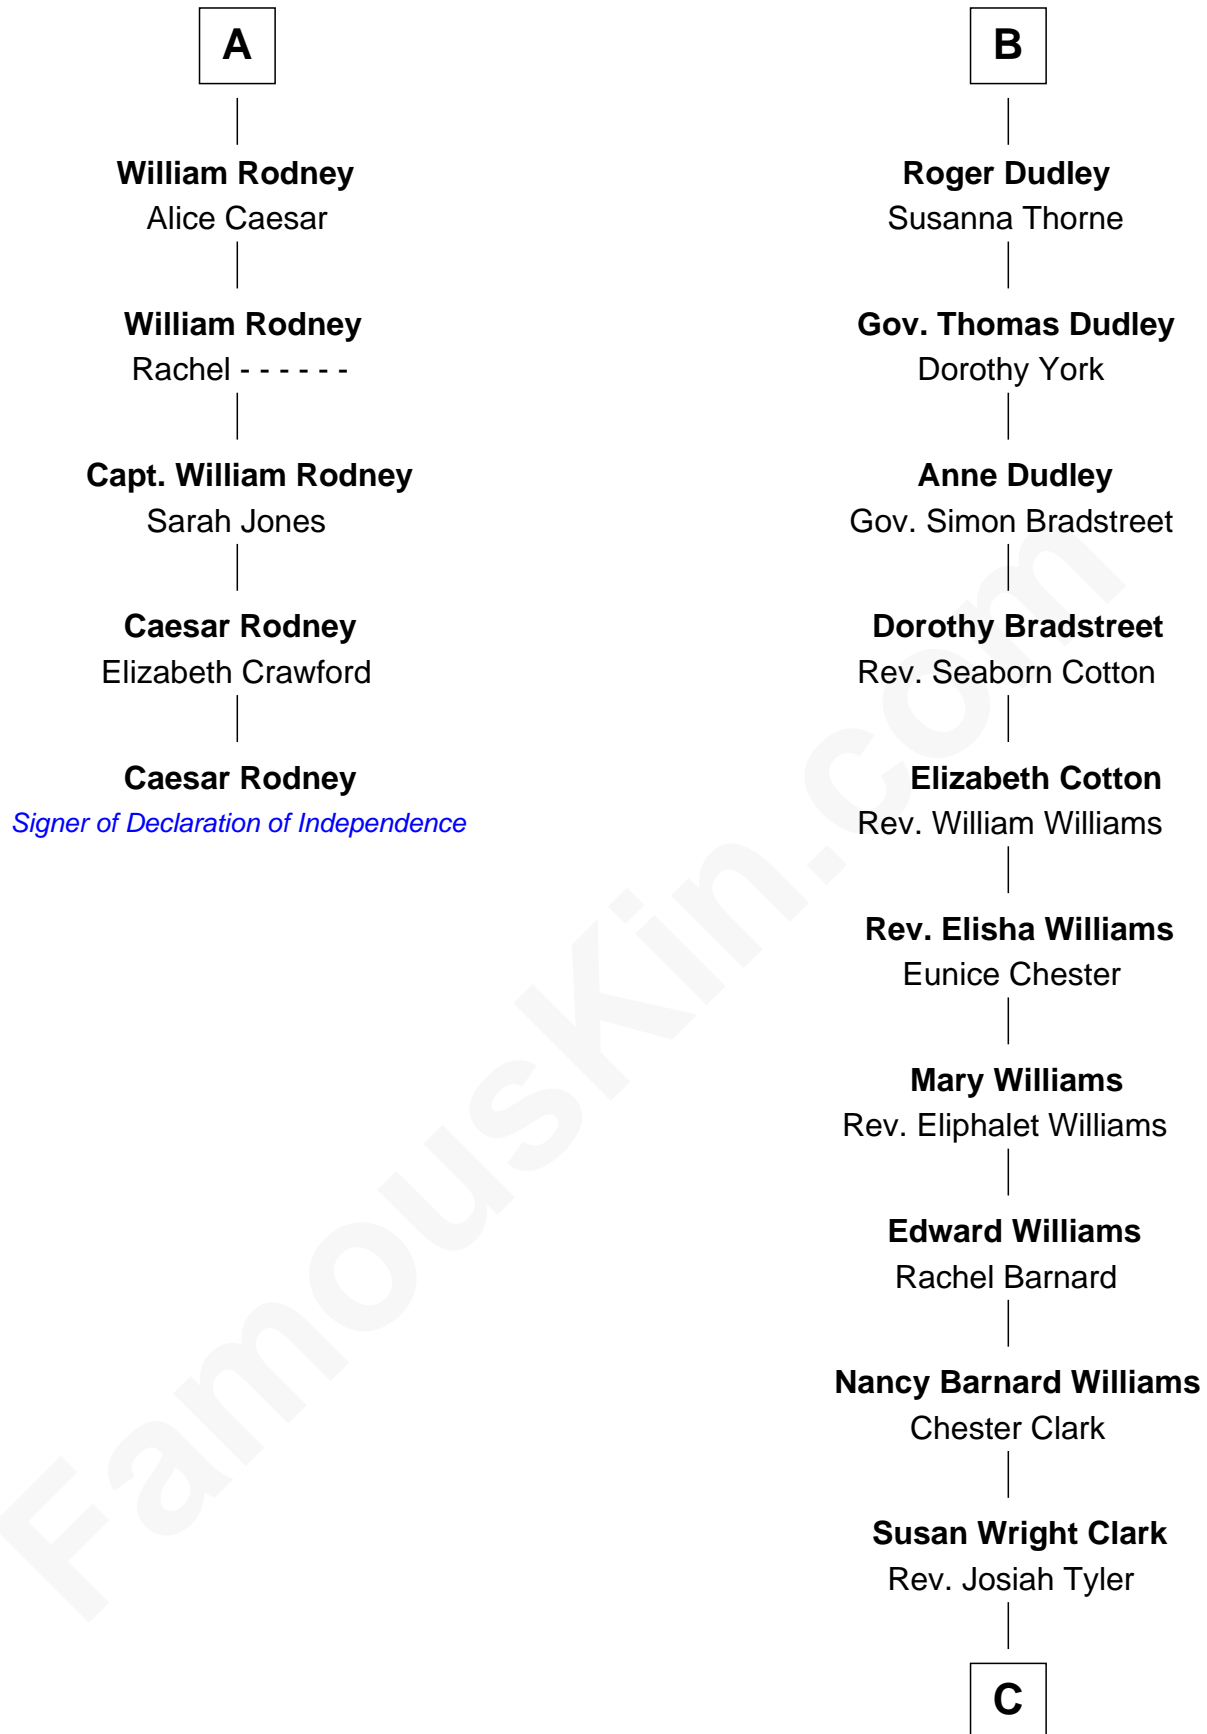 A
William Rodney
Alice Caesar
William Rodney
Rachel - - - - - -
Capt. William Rodney
Sarah Jones
Caesar Rodney
Elizabeth Crawford
Caesar Rodney
Signer of Declaration of Independence
B
Roger Dudley
Susanna Thorne
Gov. Thomas Dudley
Dorothy York
Anne Dudley
Gov. Simon Bradstreet
Dorothy Bradstreet
Rev. Seaborn Cotton
Elizabeth Cotton
Rev. William Williams
Rev. Elisha Williams
Eunice Chester
Mary Williams
Rev. Eliphalet Williams
Edward Williams
Rachel Barnard
Nancy Barnard Williams
Chester Clark
Susan Wright Clark
Rev. Josiah Tyler
C
FamousKin.com